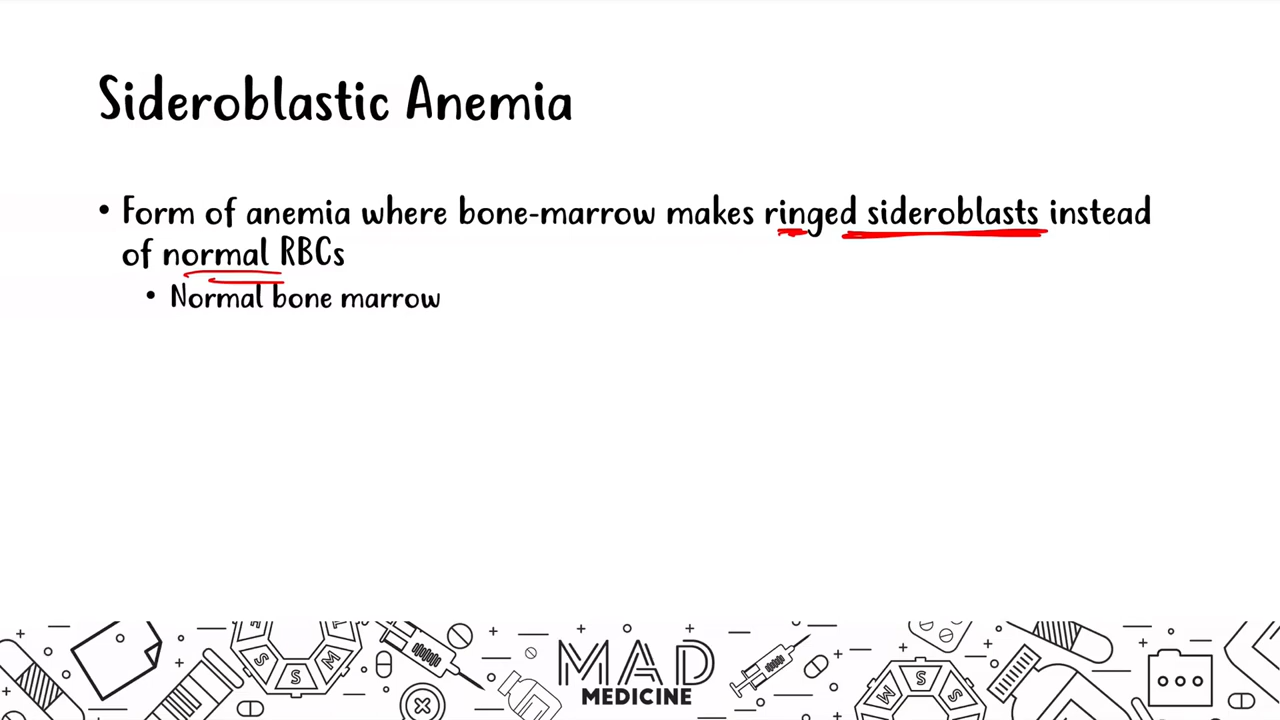 Sideroblastic Anemia
• Form of anemia where bone-marrow makes ringed sideroblasts instead
of normal RBCs
• Normal bone marrow
S S M
M S S
MAD
MEDICINE